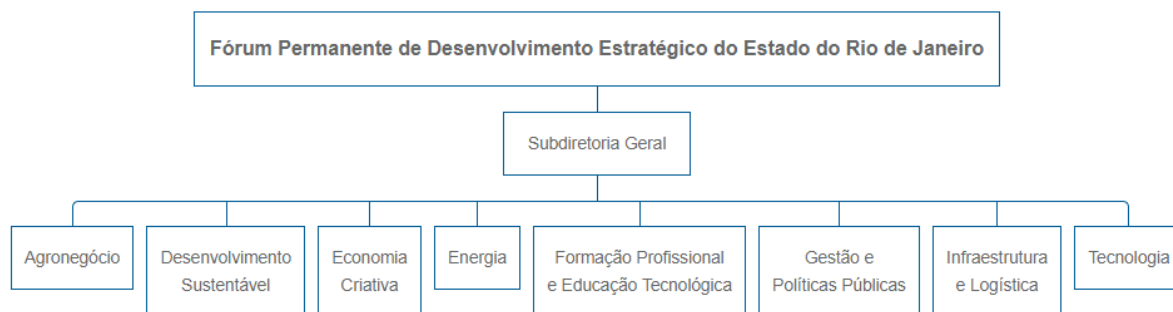 Fórum Permanente de Desenvolvimento Estratégico do Estado do Rio de Janeiro
Subdiretoria Geral
Agronegócio
Desenvolvimento
Sustentável
Economia
Criativa
Energia
Formação Profissional
e Educação Tecnológica
Gestão e
Políticas Públicas
Infraestrutura
e Logística
Tecnologia